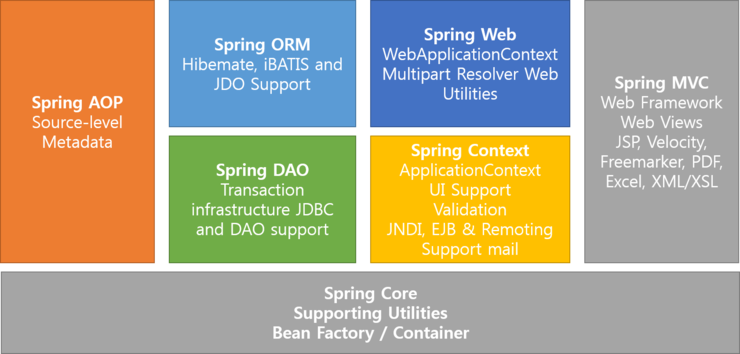 Spring AOP
Source-level
Metadata
Spring ORM
Hibemate, iBATIS and
JDO Support
Spring DAO
Transaction
infrastructure JDBC
and DAO support
Spring Web
WebApplicationContext
Multipart Resolver Web
Utilities
Spring Context
ApplicationContext
UI Support
Validation
JNDI, EJB & Remoting
Support mail
Spring MVC
Web Framework
Web Views
JSP, Velocity,
Freemarker, PDF,
Excel, XML/XSL
Spring Core
Supporting Utilities
Bean Factory / Container